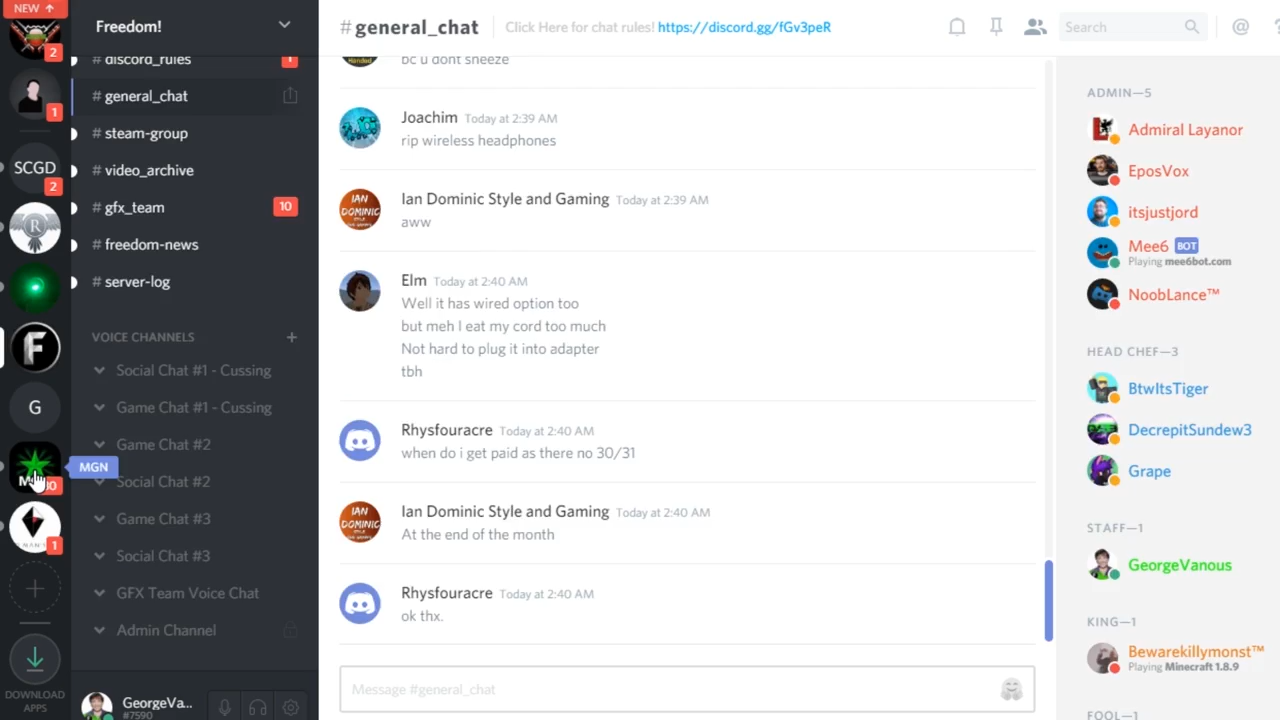 NEW ↑
2
1
SCGD
2
R
F
G
MGN
1
DOWNLOAD
APPS
Freedom!
# discord_rules
1
# general_chat
# steam-group
# video_archive
# gfx_team
10
# freedom-news
# server-log
VOICE CHANNELS
Social Chat #1 - Cussing
Game Chat #1 - Cussing
Game Chat #2
Social Chat #2
Game Chat #3
Social Chat #3
GFX Team Voice Chat
Admin Channel
GeorgeVa...
#7590
#general_chat
Click Here for chat rules! https://discord.gg/fGv3peR
Search
@
?
bc u dont sneeze
Joachim Today at 2:39 AM
rip wireless headphones
IAN
DOMINIC
Ian Dominic Style and Gaming Today at 2:39 AM
aww
Elm Today at 2:40 AM
Well it has wired option too
but meh I eat my cord too much
Not hard to plug it into adapter
tbh
Rhysfouracre Today at 2:40 AM
when do i get paid as there no 30/31
IAN
DOMINIC
Ian Dominic Style and Gaming Today at 2:40 AM
At the end of the month
Rhysfouracre Today at 2:40 AM
ok thx.
Message #general_chat
ADMIN—5
Admiral Layanor
EposVox
itsjustjord
Mee6 BOT
Playing mee6bot.com
NoobLance™
HEAD CHEF—3
BtwItsTiger
DecrepitSundew3
Grape
STAFF—1
GeorgeVanous
KING—1
Bewarekillymonst™
Playing Minecraft 1.8.9
FOOL—1